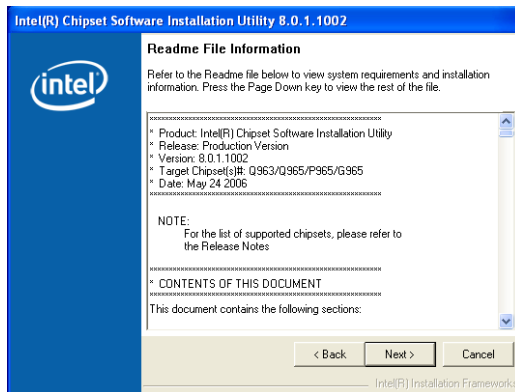 Intel(R) Chipset Software Installation Utility 8.0.1.1002
intel
Readme File Information
Refer to the Readme file below to view system requirements and installation
information. Press the Page Down key to view the rest of the file.
************************************************************
* Product: Intel(R) Chipset Software Installation Utility
* Release: Production Version
* Version: 8.0.1.1002
* Target Chipset(s)#: Q963/Q965/P965/G965
* Date: May 24 2006
************************************************************
NOTE:
For the list of supported chipsets, please refer to
the Release Notes
************************************************************
* CONTENTS OF THIS DOCUMENT
************************************************************
This document contains the following sections:
< Back
Next >
Cancel
Intel(R) Installation Frameworks